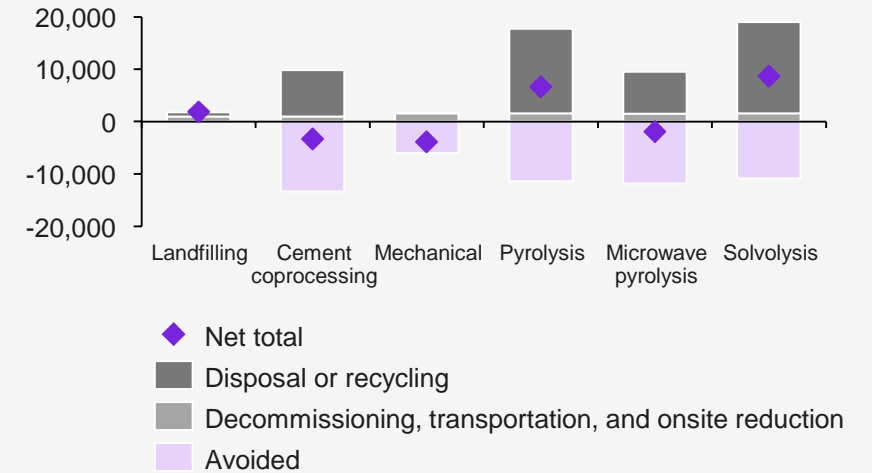 20,000
10,000
0
-10,000
-20,000
Landfilling Cement Mechanical Pyrolysis Microwave Solvolysis
coprocessing pyrolysis
Net total
Disposal or recycling
Decommissioning, transportation, and onsite reduction
Avoided